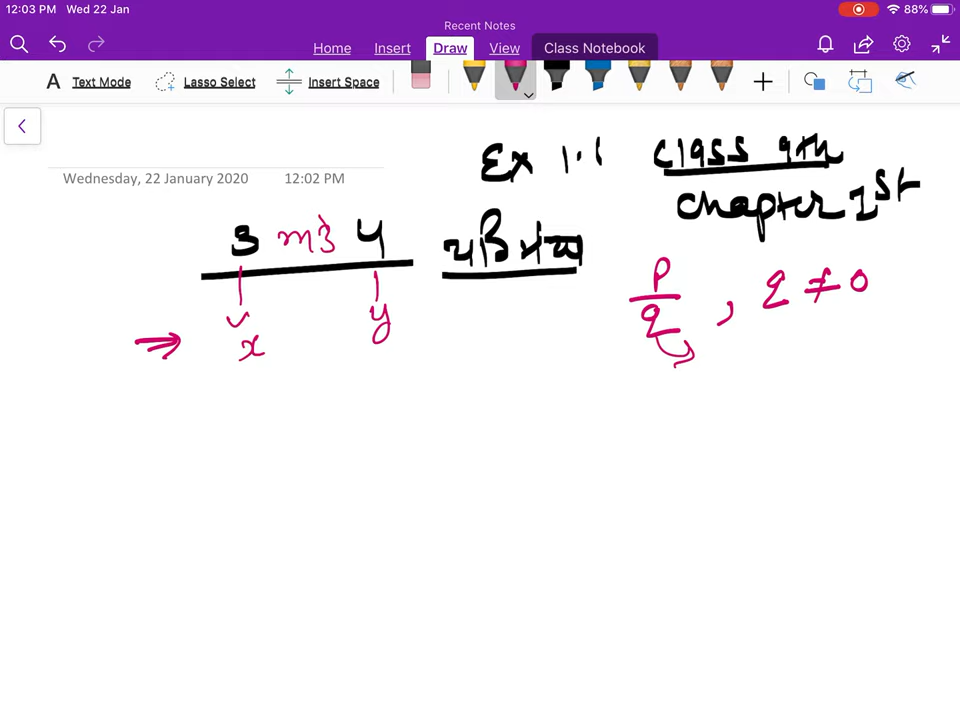 12:03 PM Wed 22 Jan
88%
Recent Notes
Home Insert Draw View Class Notebook
A Text Mode Lasso Select Insert Space
Wednesday, 22 January 2020 12:02 PM
Ex 1.1 Class 9th
Chapter 1st
3 ਅਤੇ 4
x y
p/q , q ≠ 0